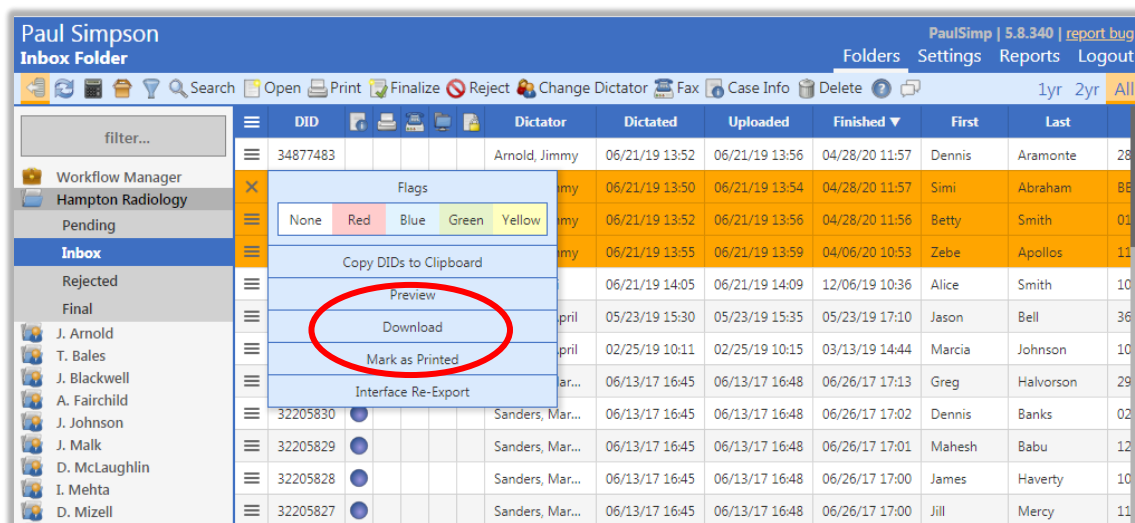 Paul Simpson PaulSimp | 5.8.340 | report bug
Inbox Folder Folders Settings Reports Logout
Search Open Print Finalize Reject Change Dictator Fax Case Info Delete ? 1yr 2yr All
filter...
Workflow Manager
Hampton Radiology
Pending
Inbox
Rejected
Final
J. Arnold
T. Bales
J. Blackwell
A. Fairchild
J. Johnson
J. Malk
D. McLaughlin
I. Mehta
D. Mizell
DID Dictator Dictated Uploaded Finished ▼ First Last
34877483 Arnold, Jimmy 06/21/19 13:52 06/21/19 13:56 04/28/20 11:57 Dennis Aramonte 28
Flags
None Red Blue Green Yellow
Copy DIDs to Clipboard
Preview
Download
Mark as Printed
Interface Re-Export
06/21/19 13:50 06/21/19 13:54 04/28/20 11:57 Simi Abraham BE
06/21/19 13:52 06/21/19 13:56 04/28/20 11:56 Betty Smith 01
06/21/19 13:55 06/21/19 13:59 04/06/20 10:53 Zebe Apollos 11
06/21/19 14:05 06/21/19 14:09 12/06/19 10:36 Alice Smith 10
pril 05/23/19 15:30 05/23/19 15:35 05/23/19 17:10 Jason Bell 36
pril 02/25/19 10:11 02/25/19 10:15 03/13/19 14:44 Marcia Johnson 10
ar... 06/13/17 16:45 06/13/17 16:48 06/26/17 17:13 Greg Halvorson 29
32205830 Sanders, Mar... 06/13/17 16:45 06/13/17 16:48 06/26/17 17:02 Dennis Banks 02
32205829 Sanders, Mar... 06/13/17 16:45 06/13/17 16:48 06/26/17 17:01 Mahesh Babu 12
32205828 Sanders, Mar... 06/13/17 16:45 06/13/17 16:48 06/26/17 17:00 James Haverty 10
32205827 Sanders, Mar... 06/13/17 16:45 06/13/17 16:48 06/26/17 17:00 Jill Mercy 11